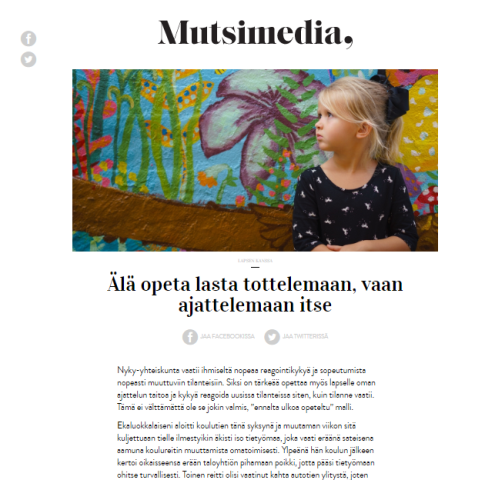 Mutsimedia,
Älä opeta lasta tottelemaan, vaan
ajattelemaan itse
JAA FACEBOOKISSA JAA TWITTERISSÄ
Nyky-yhteiskunta vaatii ihmiseltä nopeaa reagointikykyä ja sopeutumista
nopeasti muuttuviin tilanteisiin. Siksi on tärkeää opettaa myös lapselle oman
ajattelun taitoa ja kykyä reagoida uusissa tilanteissa siten, kuin tilanne vaatii.
Tämä ei välttämättä ole se jokin valmis, "ennalta ulkoa opeteltu" malli.
Ekaluokkalaiseni aloitti koulutien tänä syksynä ja muutaman viikon sitä
kuljettuaan tielle ilmestyikin äkisti iso tietyömaa, joka vaati eräänä sateisena
aamuna koulureitin muuttamista omatoimisesti. Ylpeänä hän koulun jälkeen
kertoi oikaisseensa erään taloyhtiön pihamaan poikki, jotta pääsi tietyömaan
ohitse turvallisesti. Toinen reitti olisi vaatinut kahta autotien ylitystä, joten